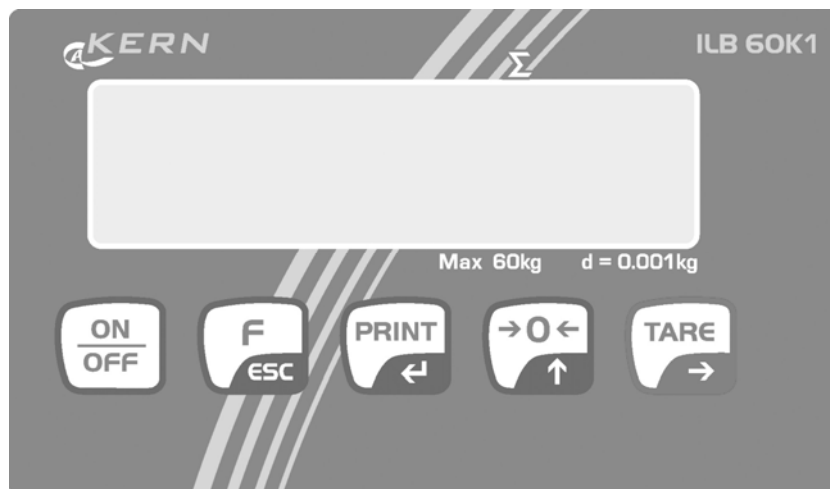 KERN
ILB 60K1
Σ
Max 60kg d = 0.001kg
ON
OFF
F
ESC
PRINT
→0←
TARE